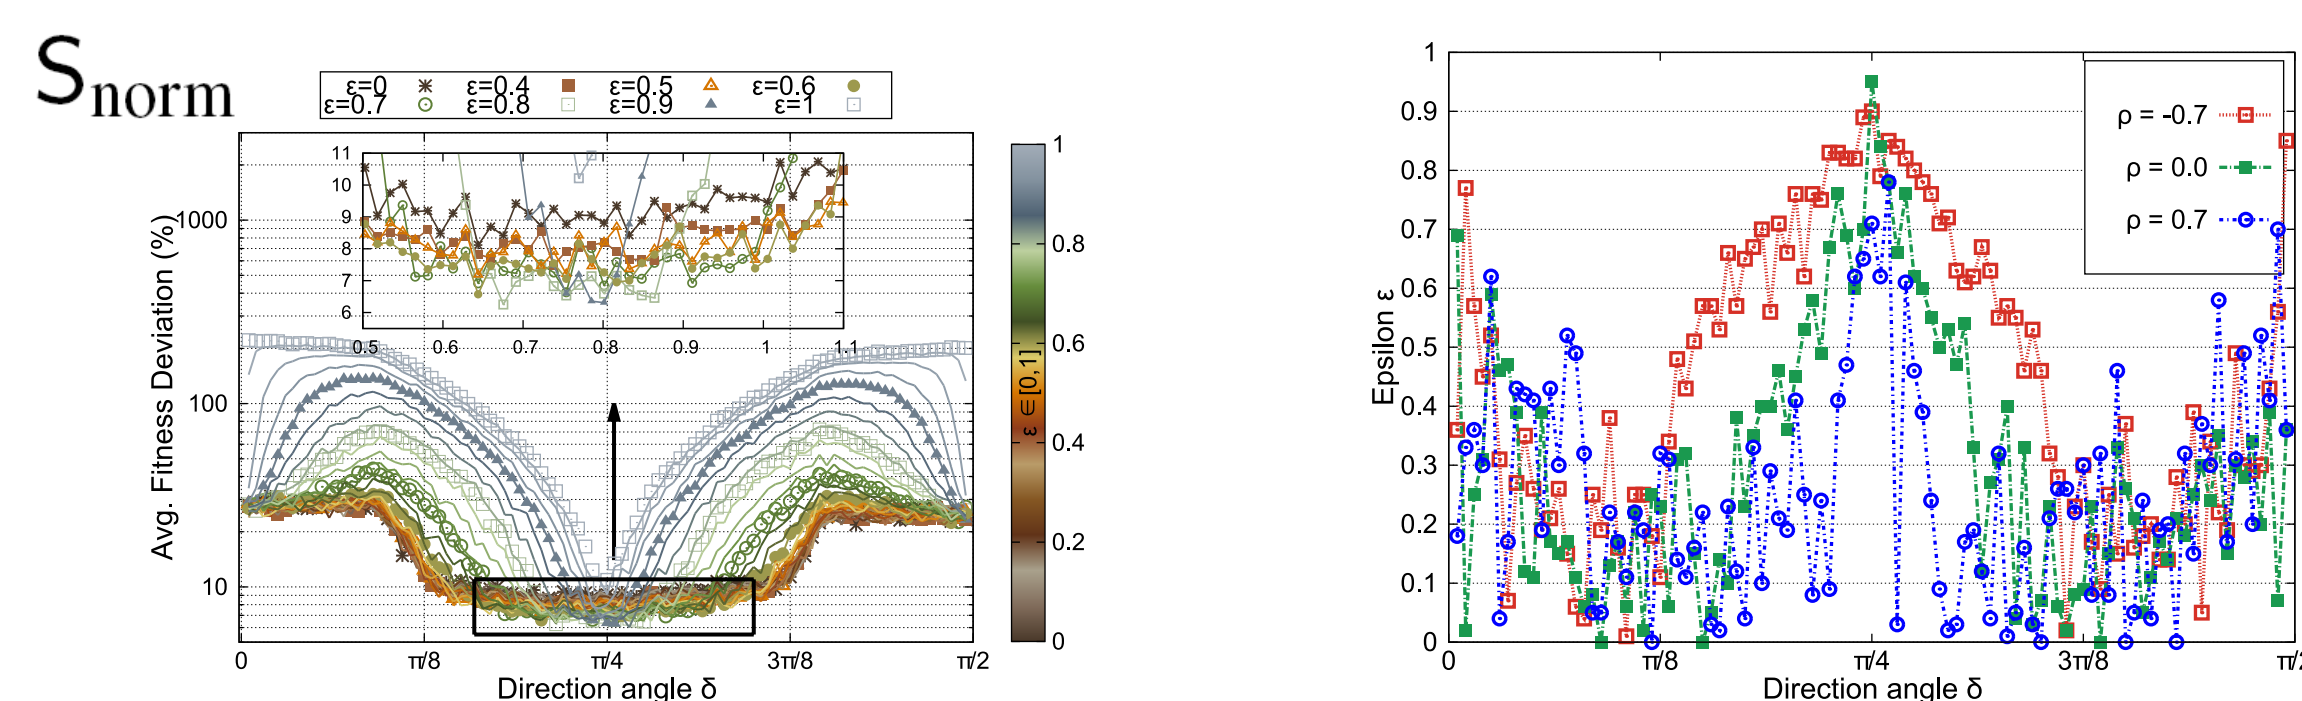 Snorm
ε=0 ε=0.4 ε=0.5 ε=0.6
ε=0.7 ε=0.8 ε=0.9 ε=1
Avg. Fitness Deviation (%)
1000
100
10
11
10
9
8
7
6
0.5 0.6 0.7 0.8 0.9 1 1.1
0 π/8 π/4 3π/8 π/2
Direction angle δ
1
0.8
0.6
0.4
0.2
0
ε ∈ [0,1]
Epsilon ε
1
0.9
0.8
0.7
0.6
0.5
0.4
0.3
0.2
0.1
0
ρ = -0.7
ρ = 0.0
ρ = 0.7
0 π/8 π/4 3π/8 π/2
Direction angle δ